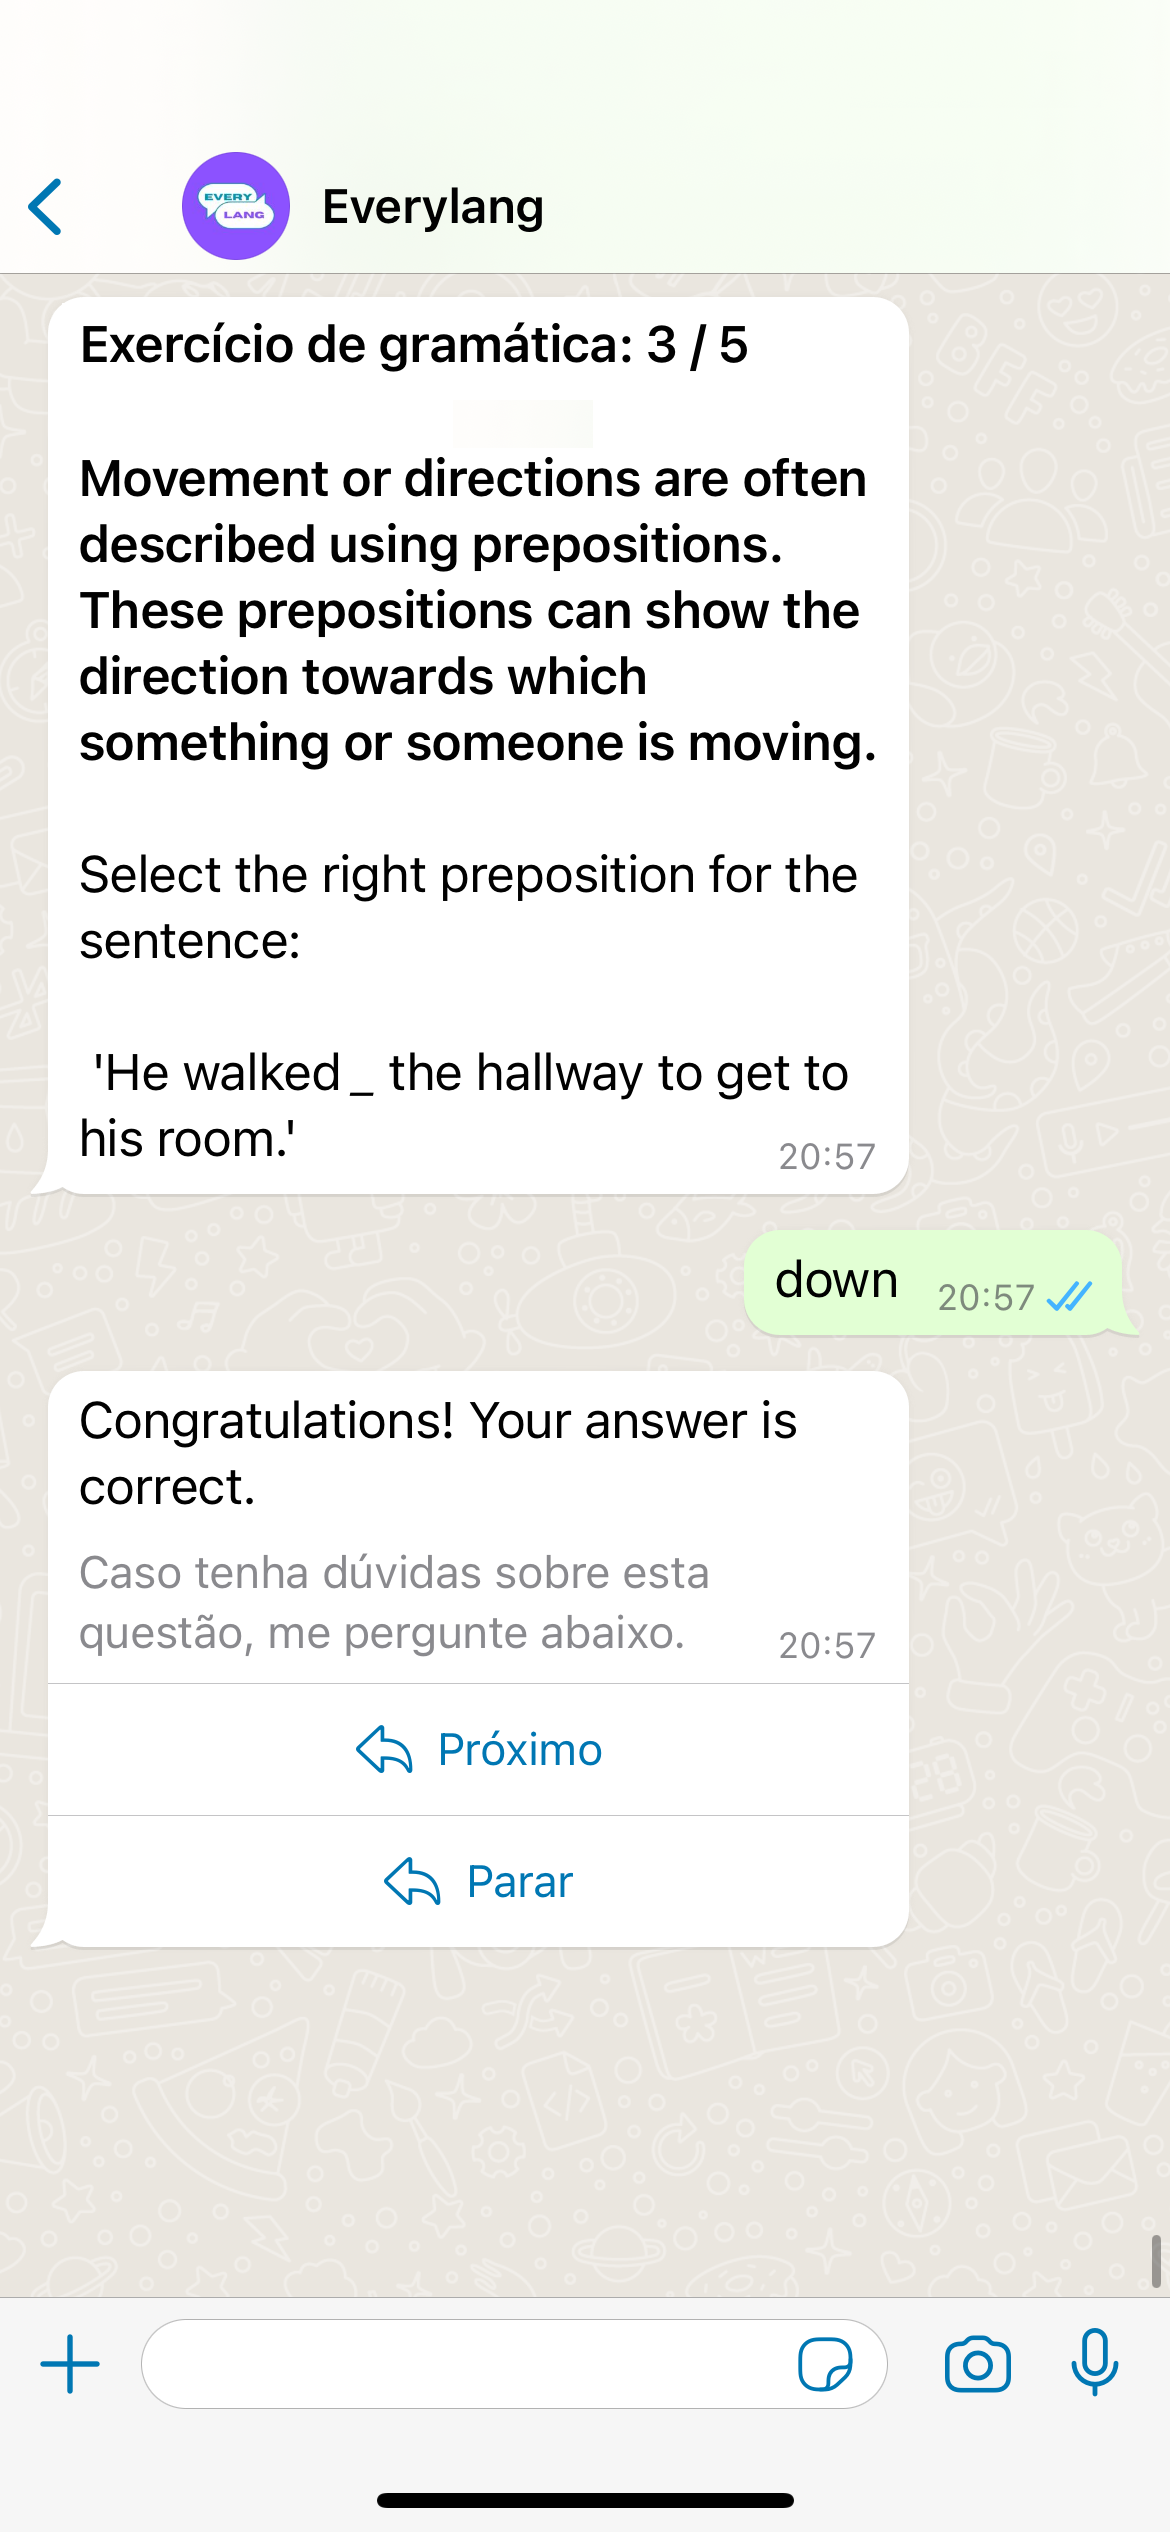 EVERY
LANG
Everylang
Exercício de gramática: 3 / 5
Movement or directions are often
described using prepositions.
These prepositions can show the
direction towards which
something or someone is moving.
Select the right preposition for the
sentence:
'He walked _ the hallway to get to
his room.'
20:57
down
20:57
Congratulations! Your answer is
correct.
Caso tenha dúvidas sobre esta
questão, me pergunte abaixo.
20:57
Próximo
Parar